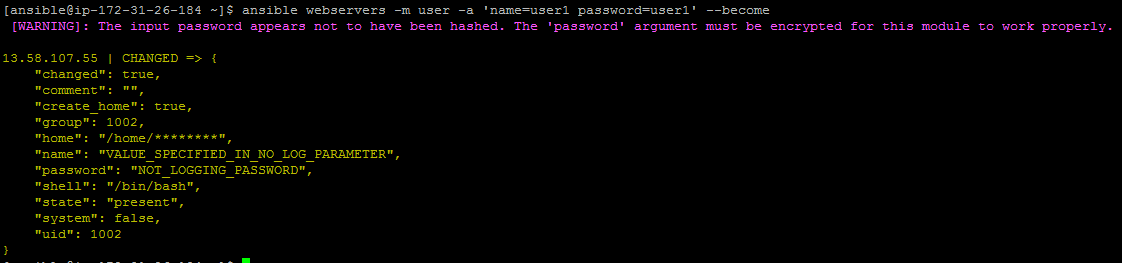 [ansible@ip-172-31-26-184 ~]$ ansible webservers -m user -a 'name=user1 password=user1' --become
[WARNING]: The input password appears not to have been hashed. The 'password' argument must be encrypted for this module to work properly.
13.58.107.55 | CHANGED => {
"changed": true,
"comment": "",
"create_home": true,
"group": 1002,
"home": "/home/********",
"name": "VALUE_SPECIFIED_IN_NO_LOG_PARAMETER",
"password": "NOT_LOGGING_PASSWORD",
"shell": "/bin/bash",
"state": "present",
"system": false,
"uid": 1002
}